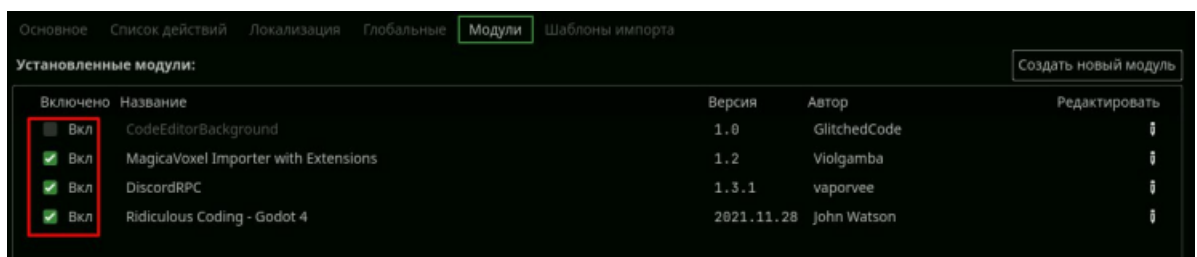 Основное Список действий Локализация Глобальные Модули Шаблоны импорта
Установленные модули: Создать новый модуль
Включено Название Версия Автор Редактировать
Вкл CodeEditorBackground 1.0 GlitchedCode
Вкл MagicaVoxel Importer with Extensions 1.2 Violgamba
Вкл DiscordRPC 1.3.1 vaporvee
Вкл Ridiculous Coding - Godot 4 2021.11.28 John Watson